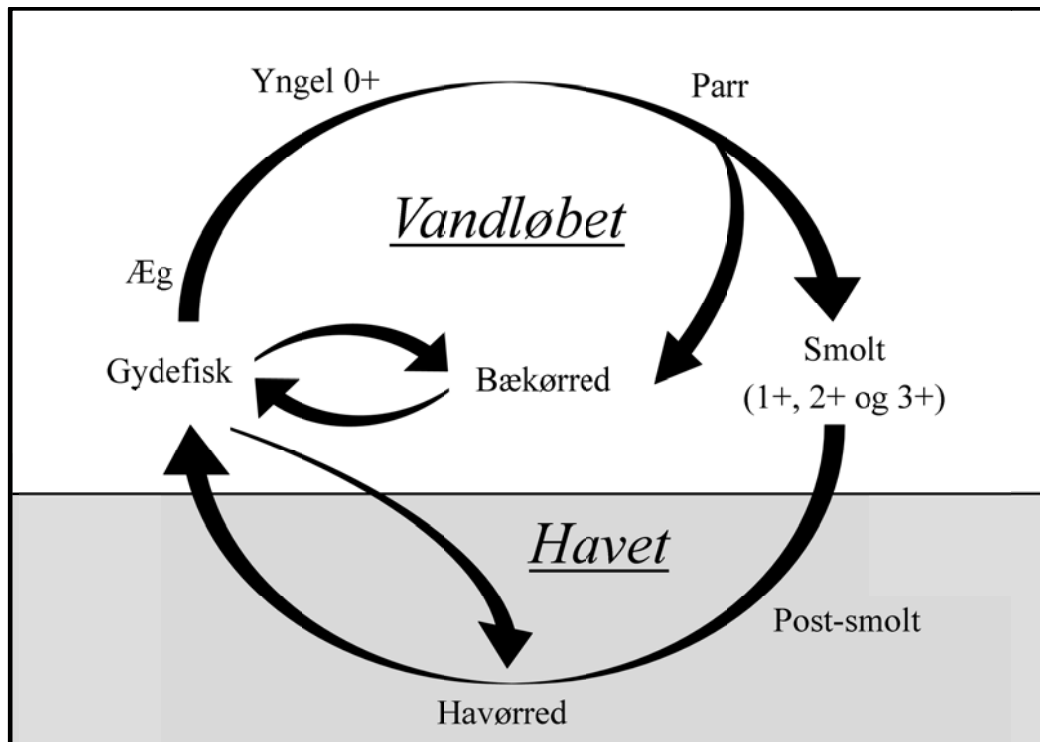 Yngel 0+
Parr
Vandløbet
Æg
Smolt
(1+, 2+ og 3+)
Gydefisk
Bækørred
Havet
Post-smolt
Havørred